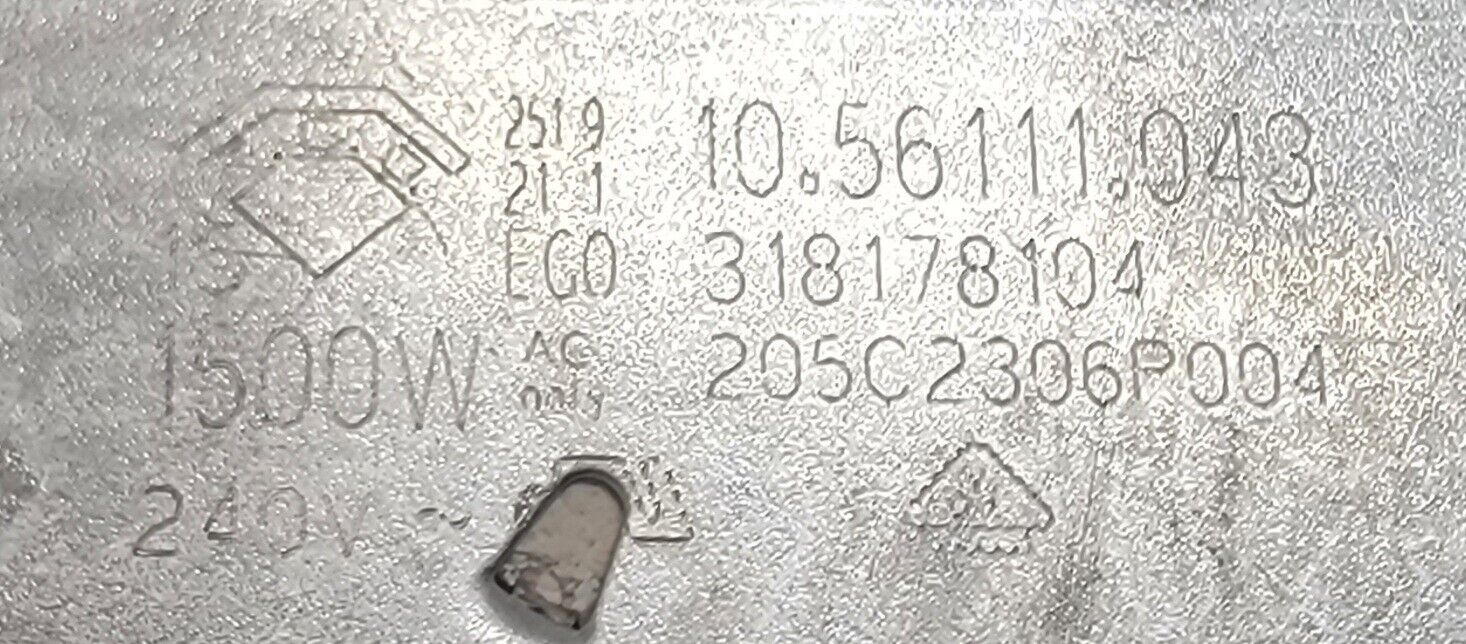 2519 10.56111.043
21.1
EGO 318178104
1500W AC only 205C2306P004
240V ~